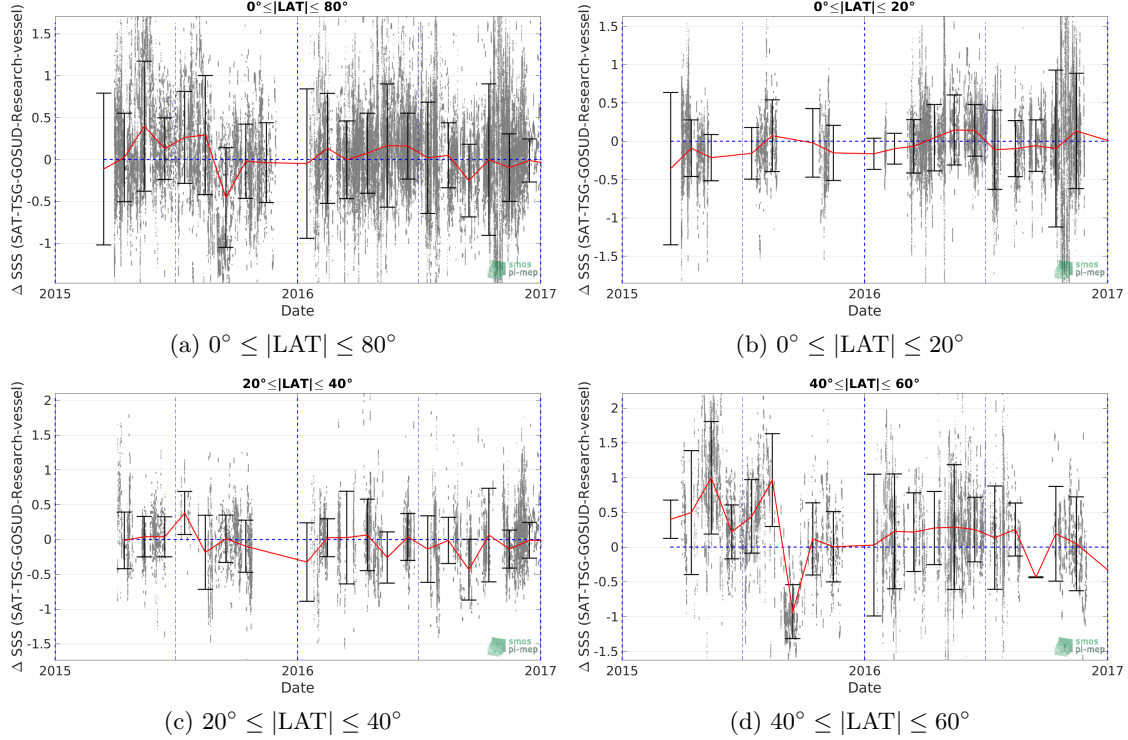 0°≤|LAT|≤ 80°
Δ SSS (SAT-TSG-GOSUD-Research-vessel)
1.5
1
0.5
0
-0.5
-1
2015
2016
2017
Date
smos
pi-mep
(a) 0° ≤ |LAT| ≤ 80°
0°≤|LAT|≤ 20°
Δ SSS (SAT-TSG-GOSUD-Research-vessel)
1.5
1
0.5
0
-0.5
-1
-1.5
2015
2016
2017
Date
smos
pi-mep
(b) 0° ≤ |LAT| ≤ 20°
20°≤|LAT|≤ 40°
Δ SSS (SAT-TSG-GOSUD-Research-vessel)
2
1.5
1
0.5
0
-0.5
-1
-1.5
2015
2016
2017
Date
smos
pi-mep
(c) 20° ≤ |LAT| ≤ 40°
40°≤|LAT|≤ 60°
Δ SSS (SAT-TSG-GOSUD-Research-vessel)
2
1.5
1
0.5
0
-0.5
-1
-1.5
2015
2016
2017
Date
smos
pi-mep
(d) 40° ≤ |LAT| ≤ 60°